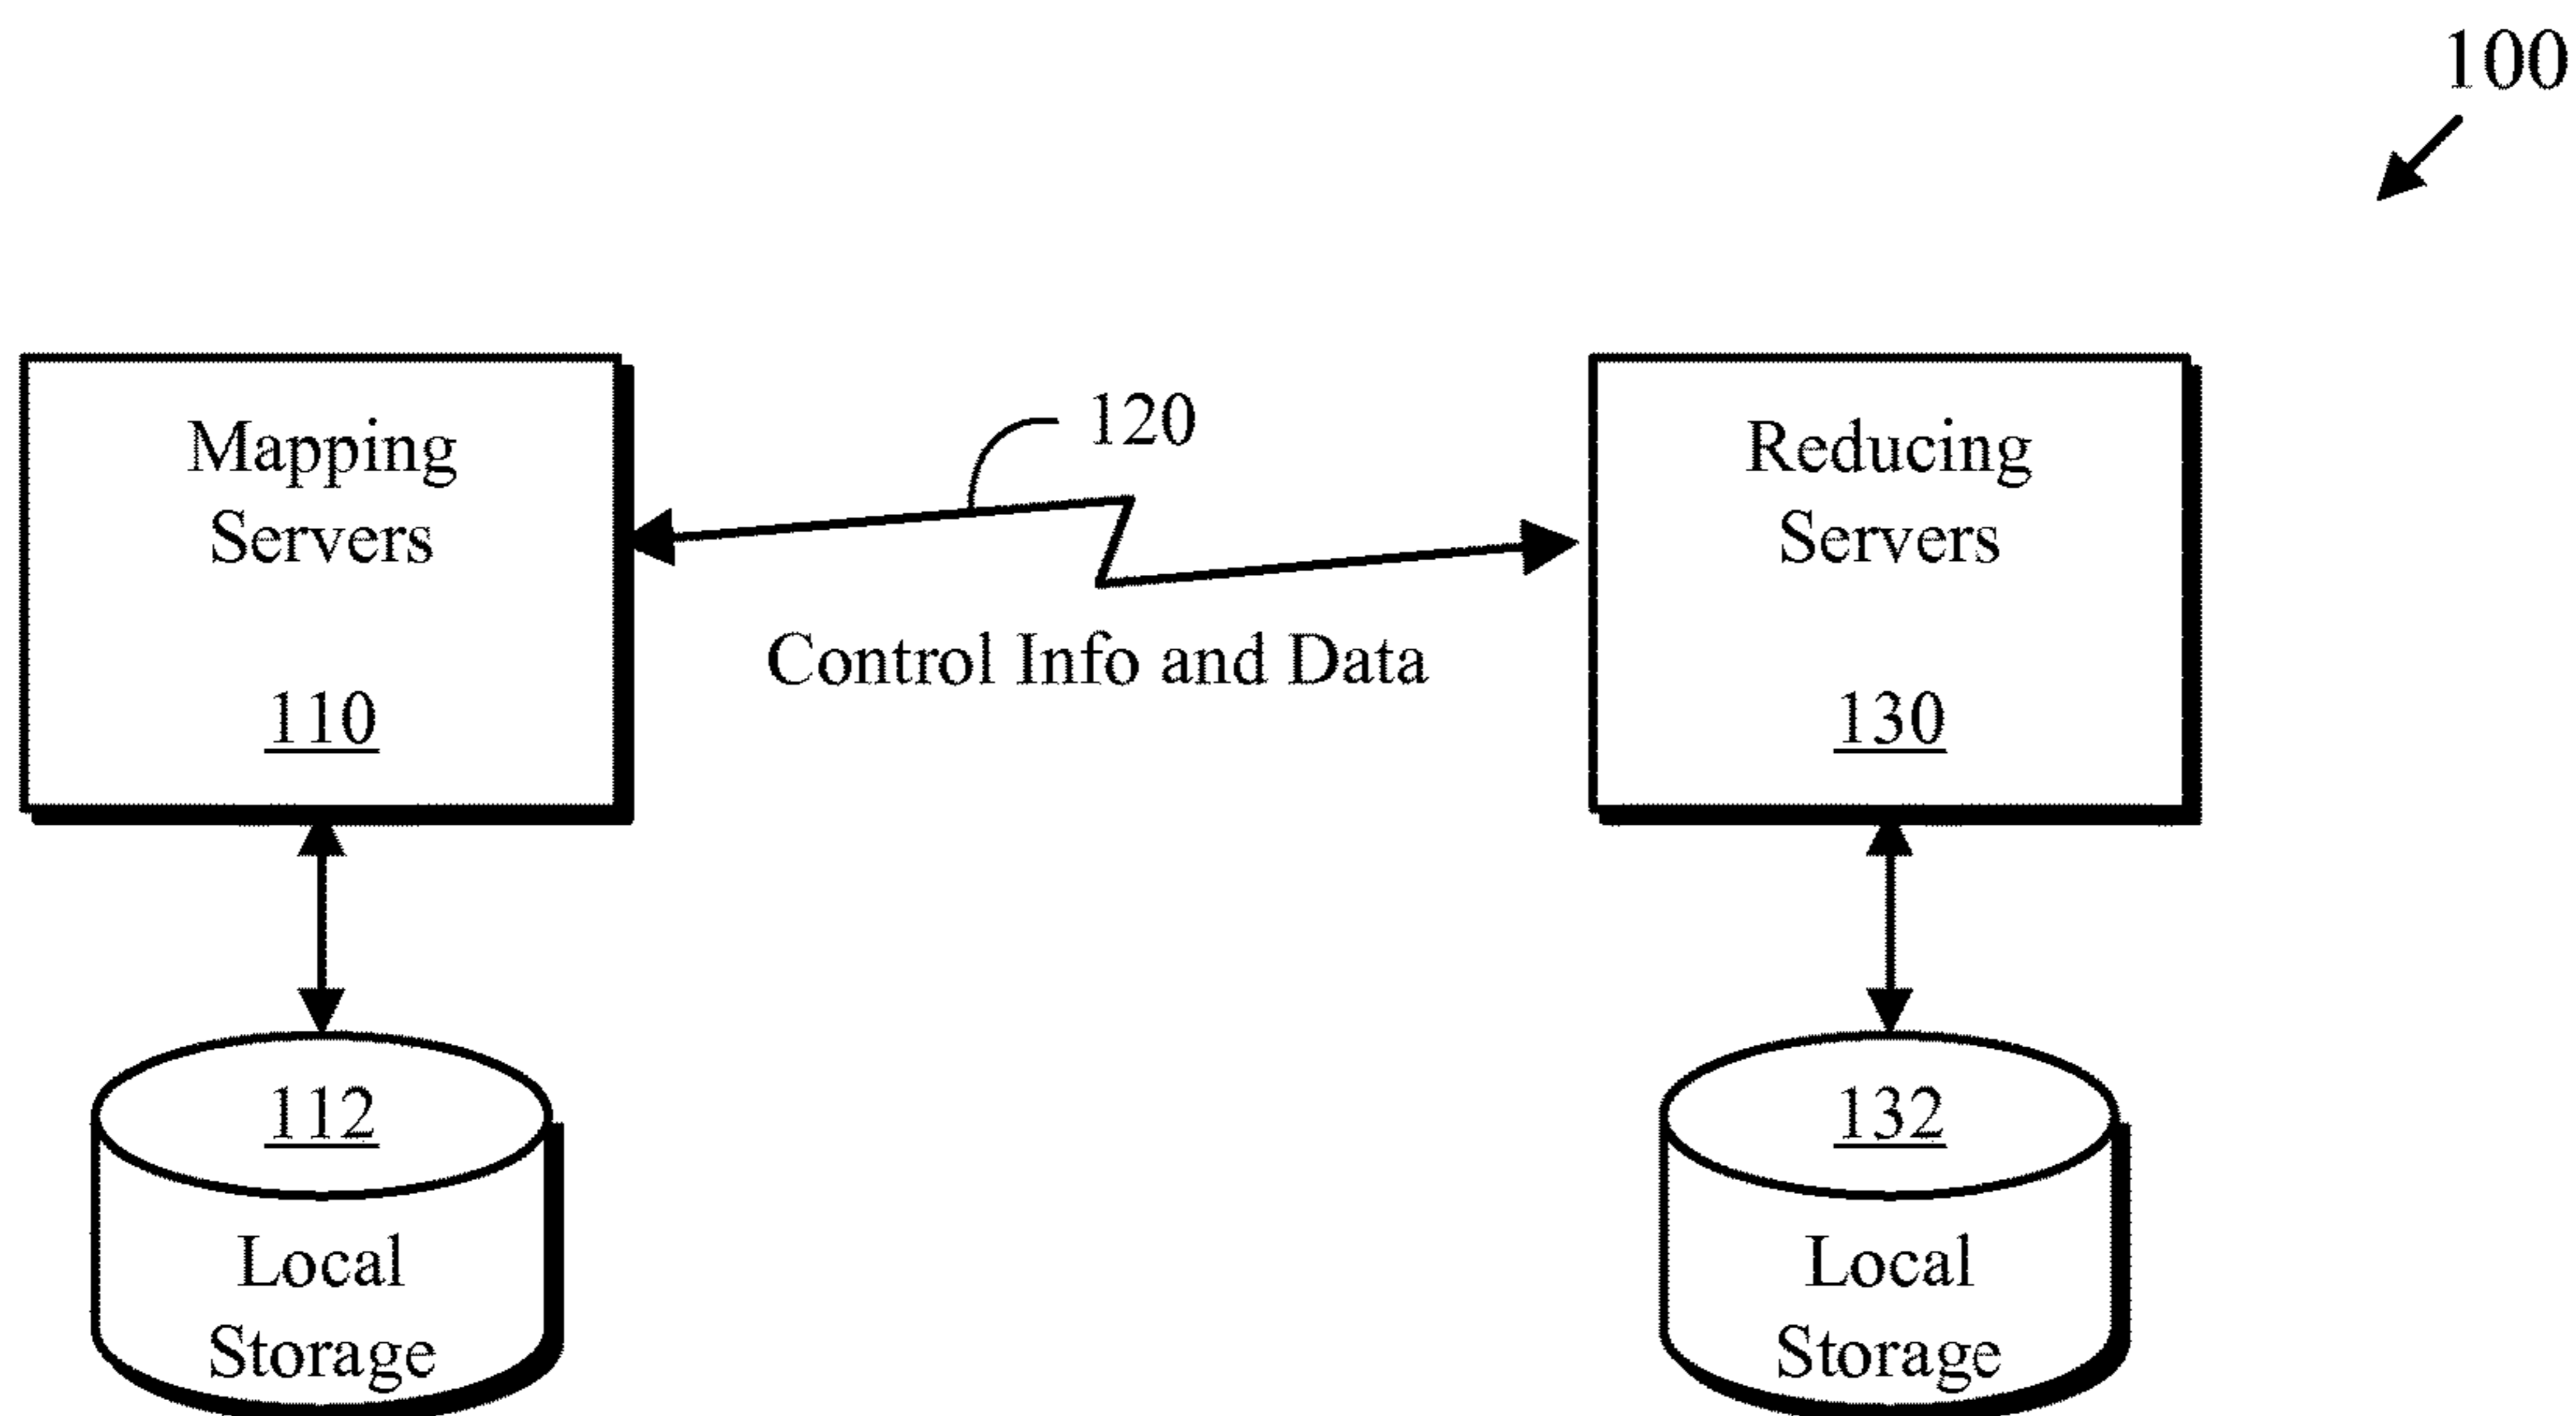 100
Mapping
Servers
110
120
Control Info and Data
Reducing
Servers
130
112
Local
Storage
132
Local
Storage